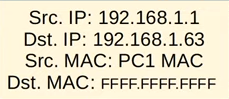 Src. IP: 192.168.1.1
Dst. IP: 192.168.1.63
Src. MAC: PC1 MAC
Dst. MAC: FFFF.FFFF.FFFF